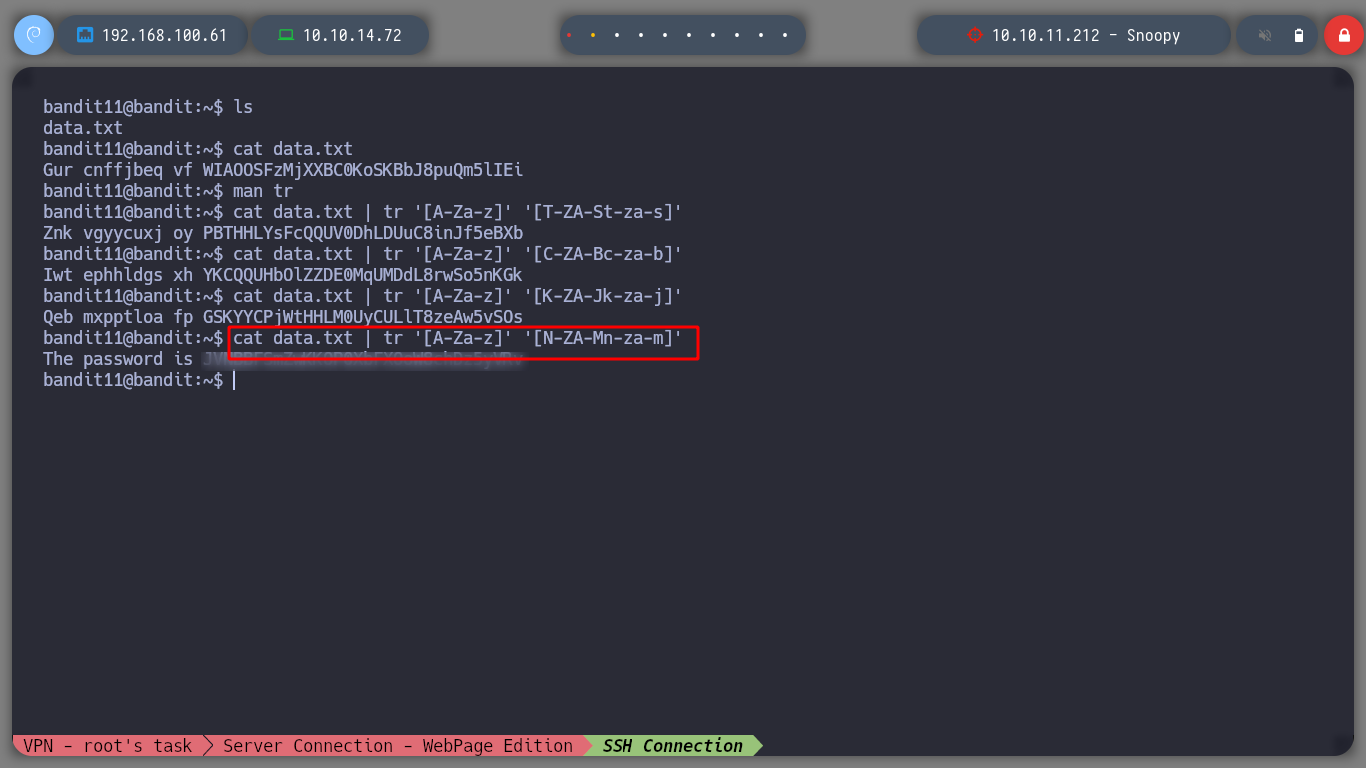 192.168.100.61
10.10.14.72
10.10.11.212 - Snoopy
bandit11@bandit:~$ ls
data.txt
bandit11@bandit:~$ cat data.txt
Gur cnffjbeq vf WIAOOSFzMjXXBC0KoSKBbJ8puQm5lIEi
bandit11@bandit:~$ man tr
bandit11@bandit:~$ cat data.txt | tr '[A-Za-z]' '[T-ZA-St-za-s]'
Znk vgyycuxj oy PBTHHLYsFcQQUV0DhLDUuC8inJf5eBXb
bandit11@bandit:~$ cat data.txt | tr '[A-Za-z]' '[C-ZA-Bc-za-b]'
Iwt ephhldgs xh YKCQQUHbOlZZDE0MqUMDdL8rwSo5nKGk
bandit11@bandit:~$ cat data.txt | tr '[A-Za-z]' '[K-ZA-Jk-za-j]'
Qeb mxpptloa fp GSKYYCPjWtHHLM0UyCULlT8zeAw5vSOs
bandit11@bandit:~$ cat data.txt | tr '[A-Za-z]' '[N-ZA-Mn-za-m]'
The password is
bandit11@bandit:~$
VPN - root's task
Server Connection - WebPage Edition
SSH Connection